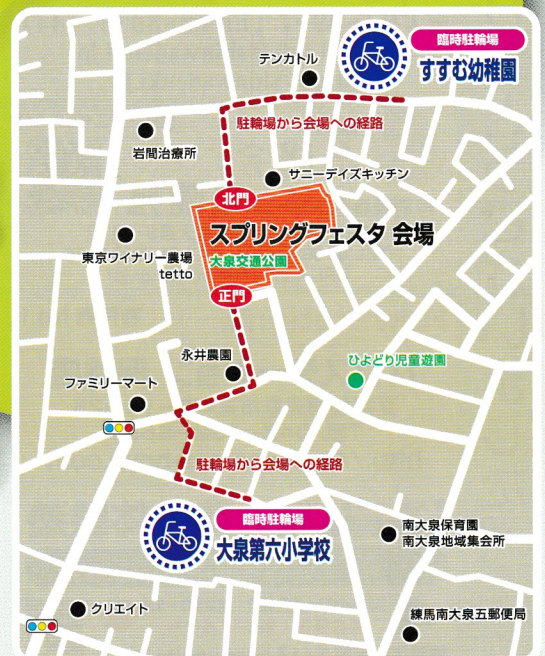 臨時駐輪場
すすむ幼稚園
テンカトル
駐輪場から会場への経路
岩間治療所
サニーデイズキッチン
北門
スプリングフェスタ 会場
東京ワイナリー農場
tetto
大泉交通公園
正門
永井農園
ひよどり児童遊園
ファミリーマート
駐輪場から会場への経路
臨時駐輪場
大泉第六小学校
南大泉保育園
南大泉地域集会所
クリエイト
練馬南大泉五郵便局